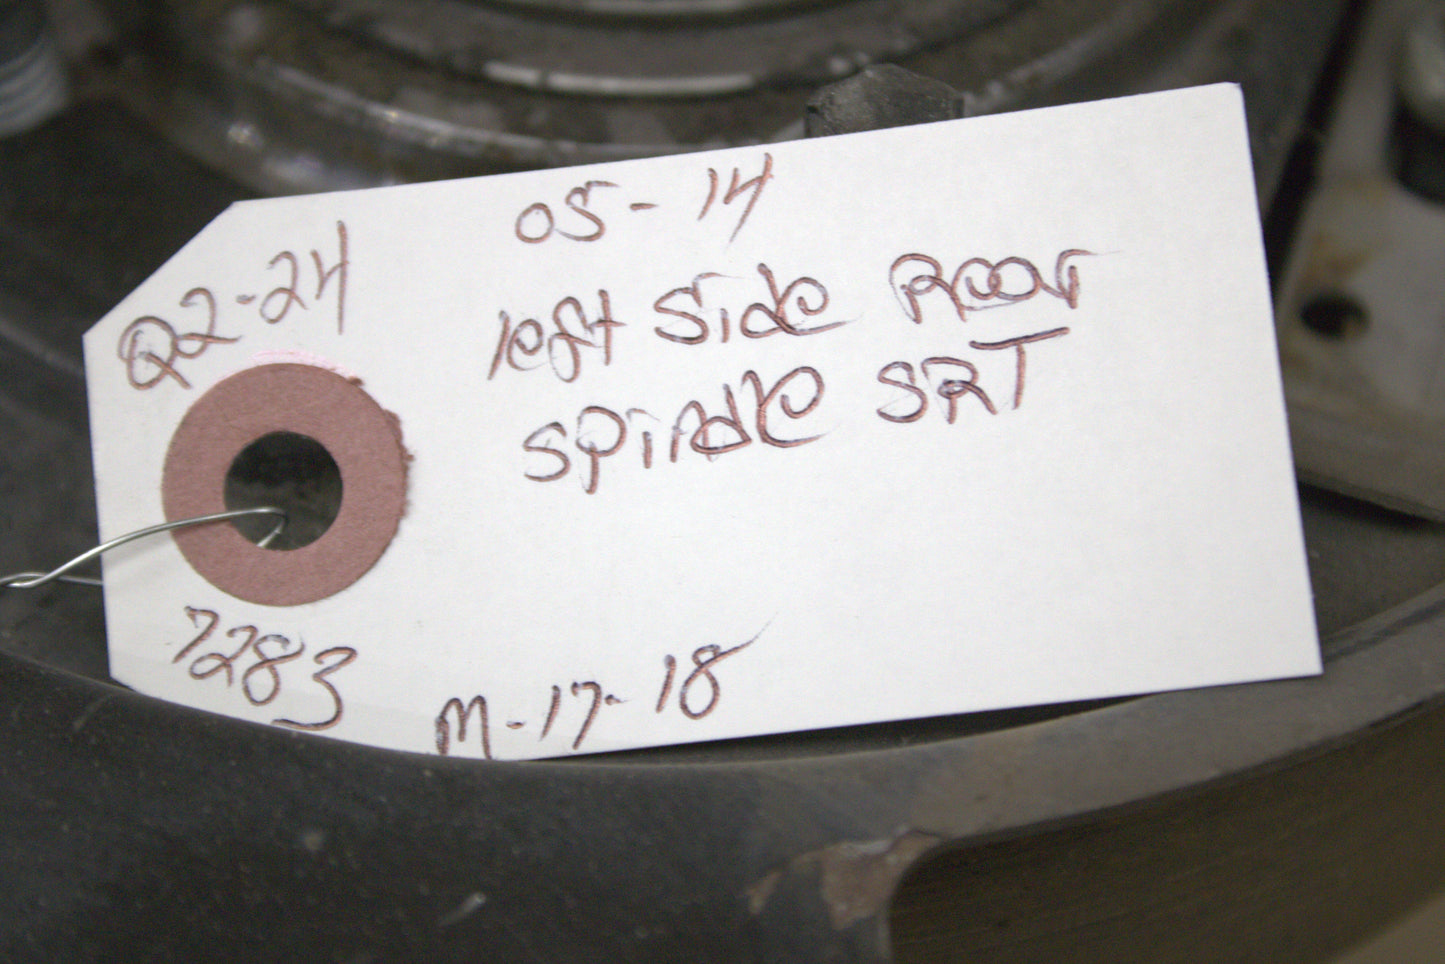 05-14
Q2-24
left side Rear
spindle SRT
7283
M-17-18